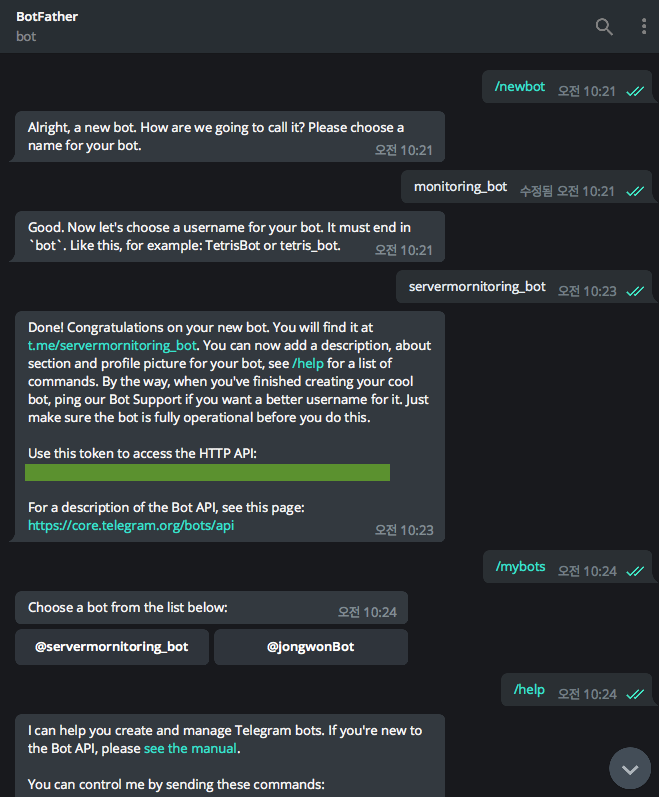 BotFather
bot
/newbot 오전 10:21
Alright, a new bot. How are we going to call it? Please choose a
name for your bot.
오전 10:21
monitoring_bot 수정됨 오전 10:21
Good. Now let's choose a username for your bot. It must end in
`bot`. Like this, for example: TetrisBot or tetris_bot.
오전 10:21
servermornitoring_bot 오전 10:23
Done! Congratulations on your new bot. You will find it at
t.me/servermornitoring_bot. You can now add a description, about
section and profile picture for your bot, see /help for a list of
commands. By the way, when you've finished creating your cool
bot, ping our Bot Support if you want a better username for it. Just
make sure the bot is fully operational before you do this.
Use this token to access the HTTP API:
For a description of the Bot API, see this page:
https://core.telegram.org/bots/api
오전 10:23
/mybots 오전 10:24
Choose a bot from the list below:
오전 10:24
@servermornitoring_bot
@jongwonBot
/help 오전 10:24
I can help you create and manage Telegram bots. If you're new to
the Bot API, please see the manual.
You can control me by sending these commands: